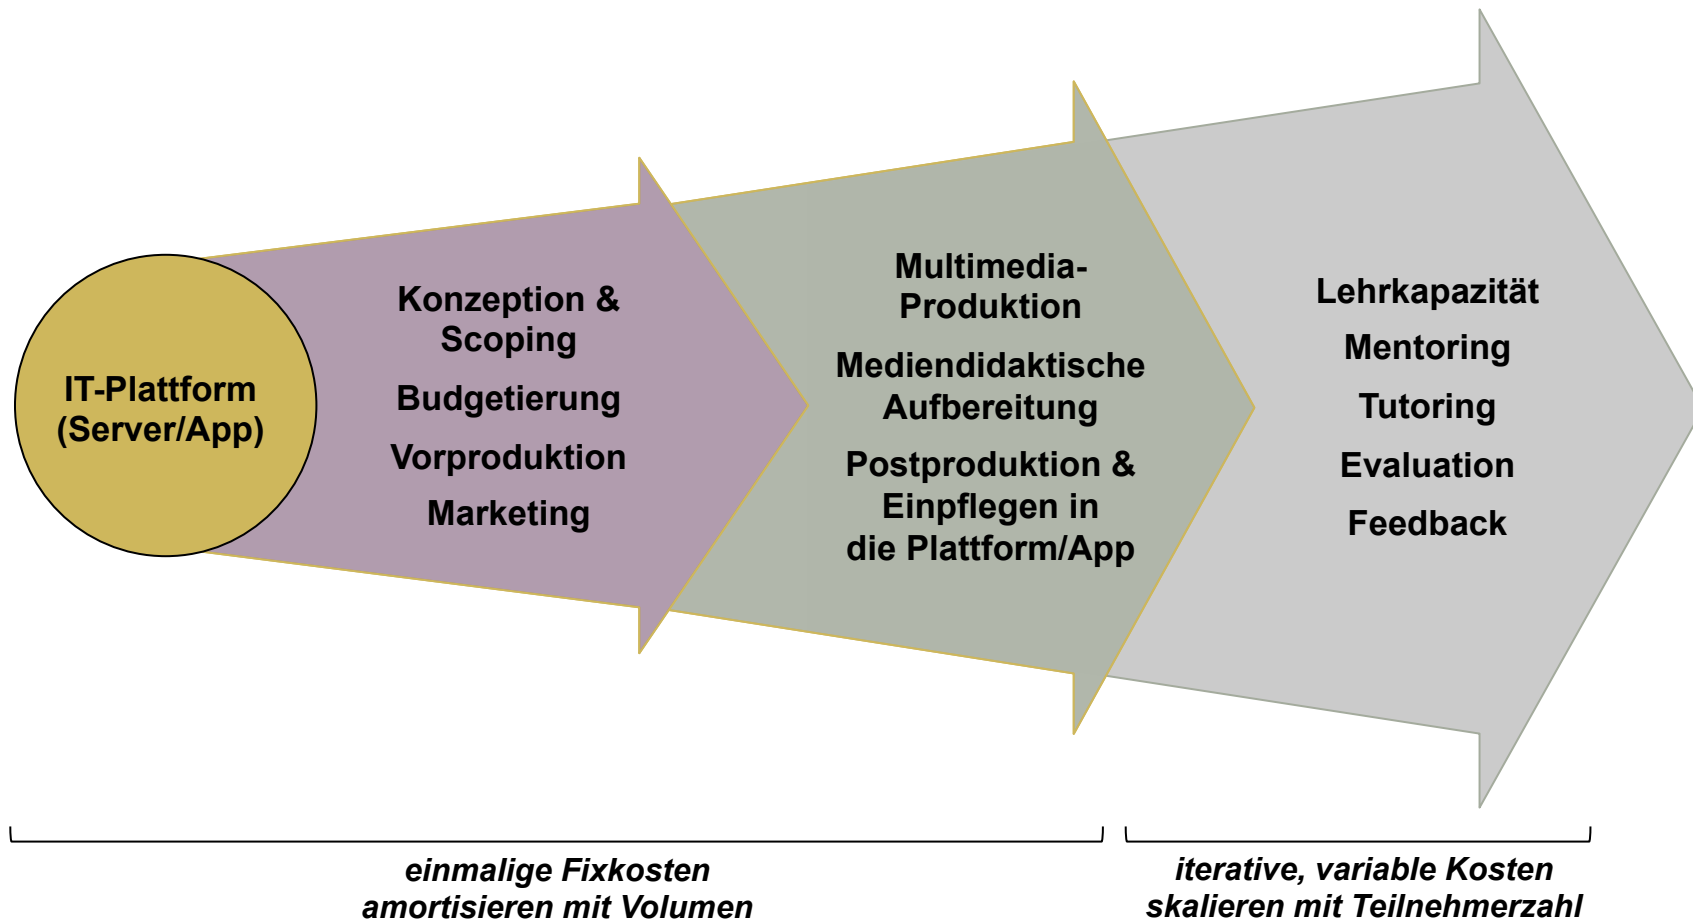 IT-Plattform
(Server/App)
Konzeption &
Scoping
Budgetierung
Vorproduktion
Marketing
Multimedia-
Produktion
Mediendidaktische
Aufbereitung
Postproduktion &
Einpflegen in
die Plattform/App
Lehrkapazität
Mentoring
Tutoring
Evaluation
Feedback
einmalige Fixkosten
amortisieren mit Volumen
iterative, variable Kosten
skalieren mit Teilnehmerzahl